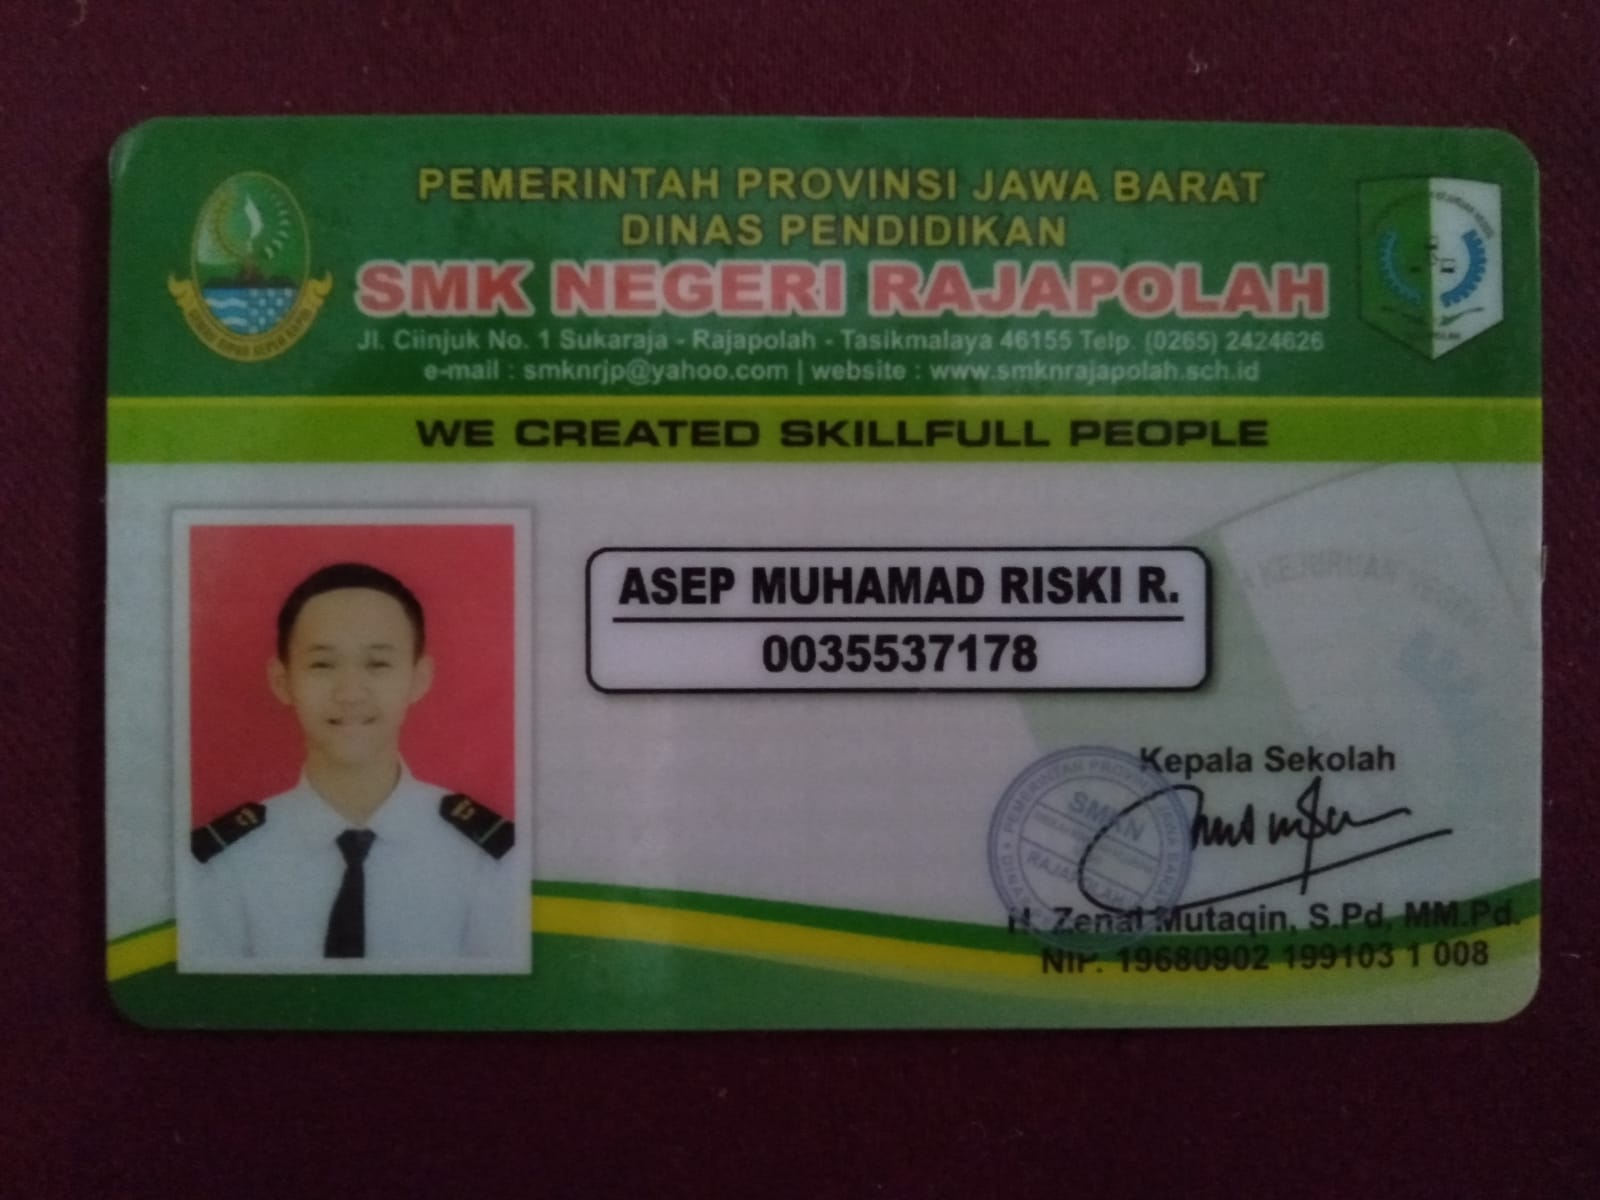 PEMERINTAH PROVINSI JAWA BARAT
DINAS PENDIDIKAN
SMK NEGERI RAJAPOLAH
Jl. Ciinjuk No. 1 Sukaraja - Rajapolah - Tasikmalaya 46155 Telp. (0265) 2424626
e-mail : smknrjp@yahoo.com | website : www.smknrajapolah.sch.id
WE CREATED SKILLFULL PEOPLE
ASEP MUHAMAD RISKI R.
0035537178
KEJURUAN
Kepala Sekolah
PEMERINTAH PROVINSI JAWA BARAT
SMKN
RAJAPOLAH
H. Zenal Mutaqin, S.Pd, MM.Pd.
NIP. 19680902 199103 1 008